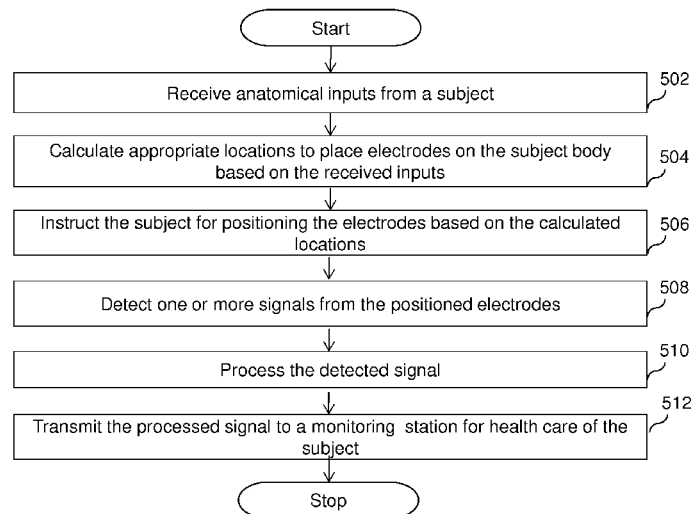 Start
502
Receive anatomical inputs from a subject
504
Calculate appropriate locations to place electrodes on the subject body
based on the received inputs
506
Instruct the subject for positioning the electrodes based on the calculated
locations
508
Detect one or more signals from the positioned electrodes
510
Process the detected signal
512
Transmit the processed signal to a monitoring station for health care of the
subject
Stop